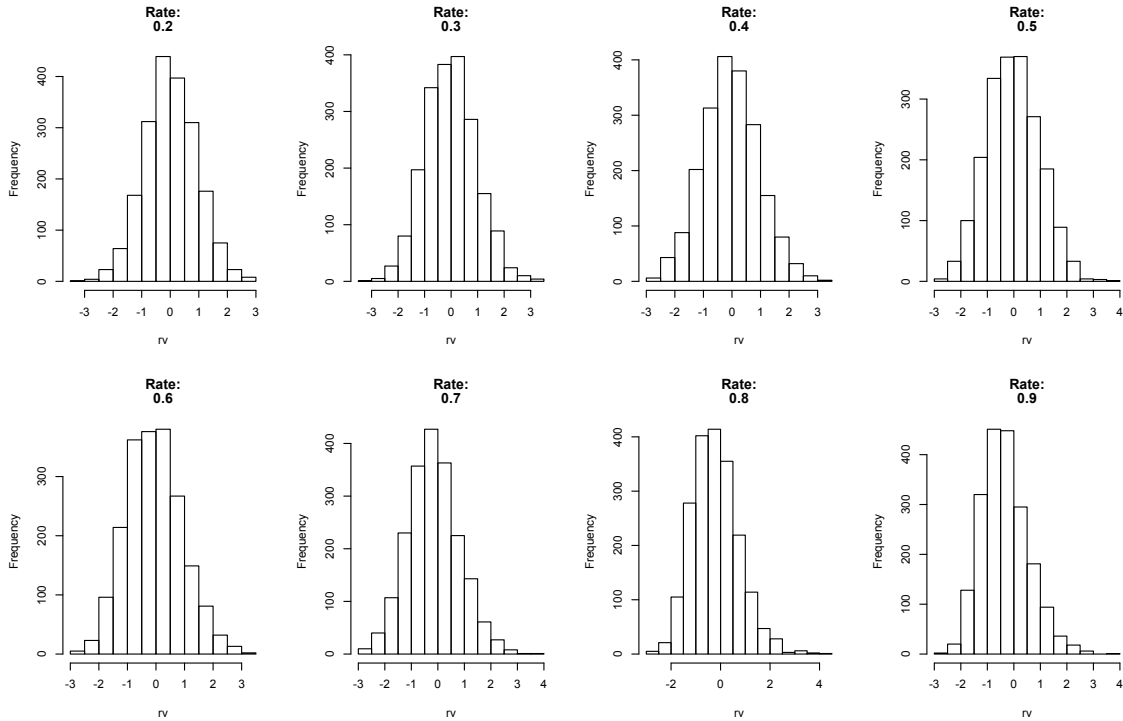 Rate:
0.2
Frequency
0 100 200 300 400
-3 -2 -1 0 1 2 3
rv
Rate:
0.3
Frequency
0 100 200 300 400
-3 -2 -1 0 1 2 3
rv
Rate:
0.4
Frequency
0 100 200 300 400
-3 -2 -1 0 1 2 3
rv
Rate:
0.5
Frequency
0 100 200 300
-3 -2 -1 0 1 2 3 4
rv
Rate:
0.6
Frequency
0 100 200 300
-3 -2 -1 0 1 2 3
rv
Rate:
0.7
Frequency
0 100 200 300 400
-3 -2 -1 0 1 2 3 4
rv
Rate:
0.8
Frequency
0 100 200 300 400
-2 0 2 4
rv
Rate:
0.9
Frequency
0 100 200 300 400
-3 -2 -1 0 1 2 3 4
rv